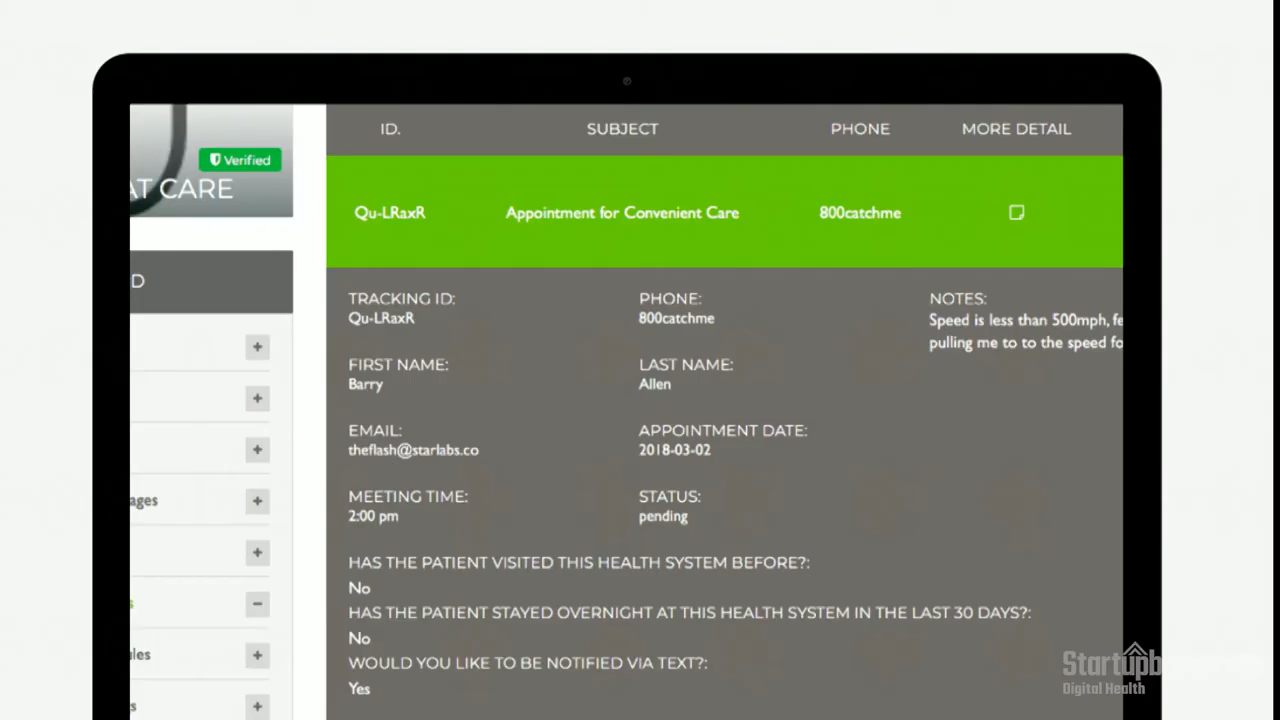 ID.
SUBJECT
PHONE
MORE DETAIL
Verified
AT CARE
Qu-LRaxR
Appointment for Convenient Care
800catchme
D
TRACKING ID:
Qu-LRaxR
PHONE:
800catchme
NOTES:
Speed is less than 500mph, fe
pulling me to to the speed fo
FIRST NAME:
Barry
LAST NAME:
Allen
EMAIL:
theflash@starlabs.co
APPOINTMENT DATE:
2018-03-02
MEETING TIME:
2:00 pm
STATUS:
pending
ages
HAS THE PATIENT VISITED THIS HEALTH SYSTEM BEFORE?:
No
s
HAS THE PATIENT STAYED OVERNIGHT AT THIS HEALTH SYSTEM IN THE LAST 30 DAYS?:
No
ules
WOULD YOU LIKE TO BE NOTIFIED VIA TEXT?:
Yes
s
Startupb
Digital Health